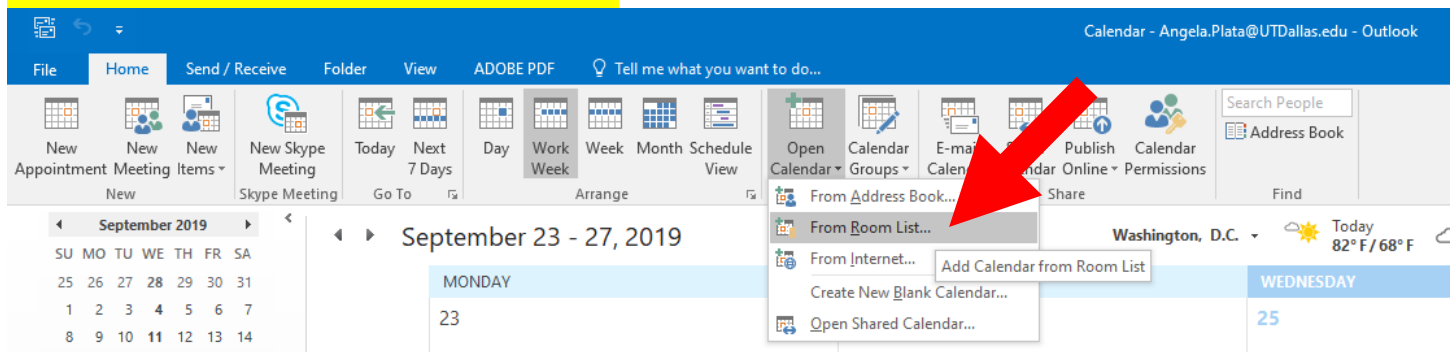 Calendar - Angela.Plata@UTDallas.edu - Outlook
File Home Send / Receive Folder View ADOBE PDF Tell me what you want to do...
New Appointment
New Meeting
New Items
New Skype Meeting
Today
Next 7 Days
Day
Work Week
Week
Month
Schedule View
Open Calendar
Calendar Groups
E-mail
Publish Online
Calendar Permissions
Search People
Address Book
New Skype Meeting Go To Arrange Share Find
From Address Book...
From Room List...
From Internet...
Create New Blank Calendar...
Open Shared Calendar...
Add Calendar from Room List
September 2019
SU MO TU WE TH FR SA
25 26 27 28 29 30 31
1 2 3 4 5 6 7
8 9 10 11 12 13 14
September 23 - 27, 2019
Washington, D.C.
Today
82° F / 68° F
MONDAY WEDNESDAY
23 25